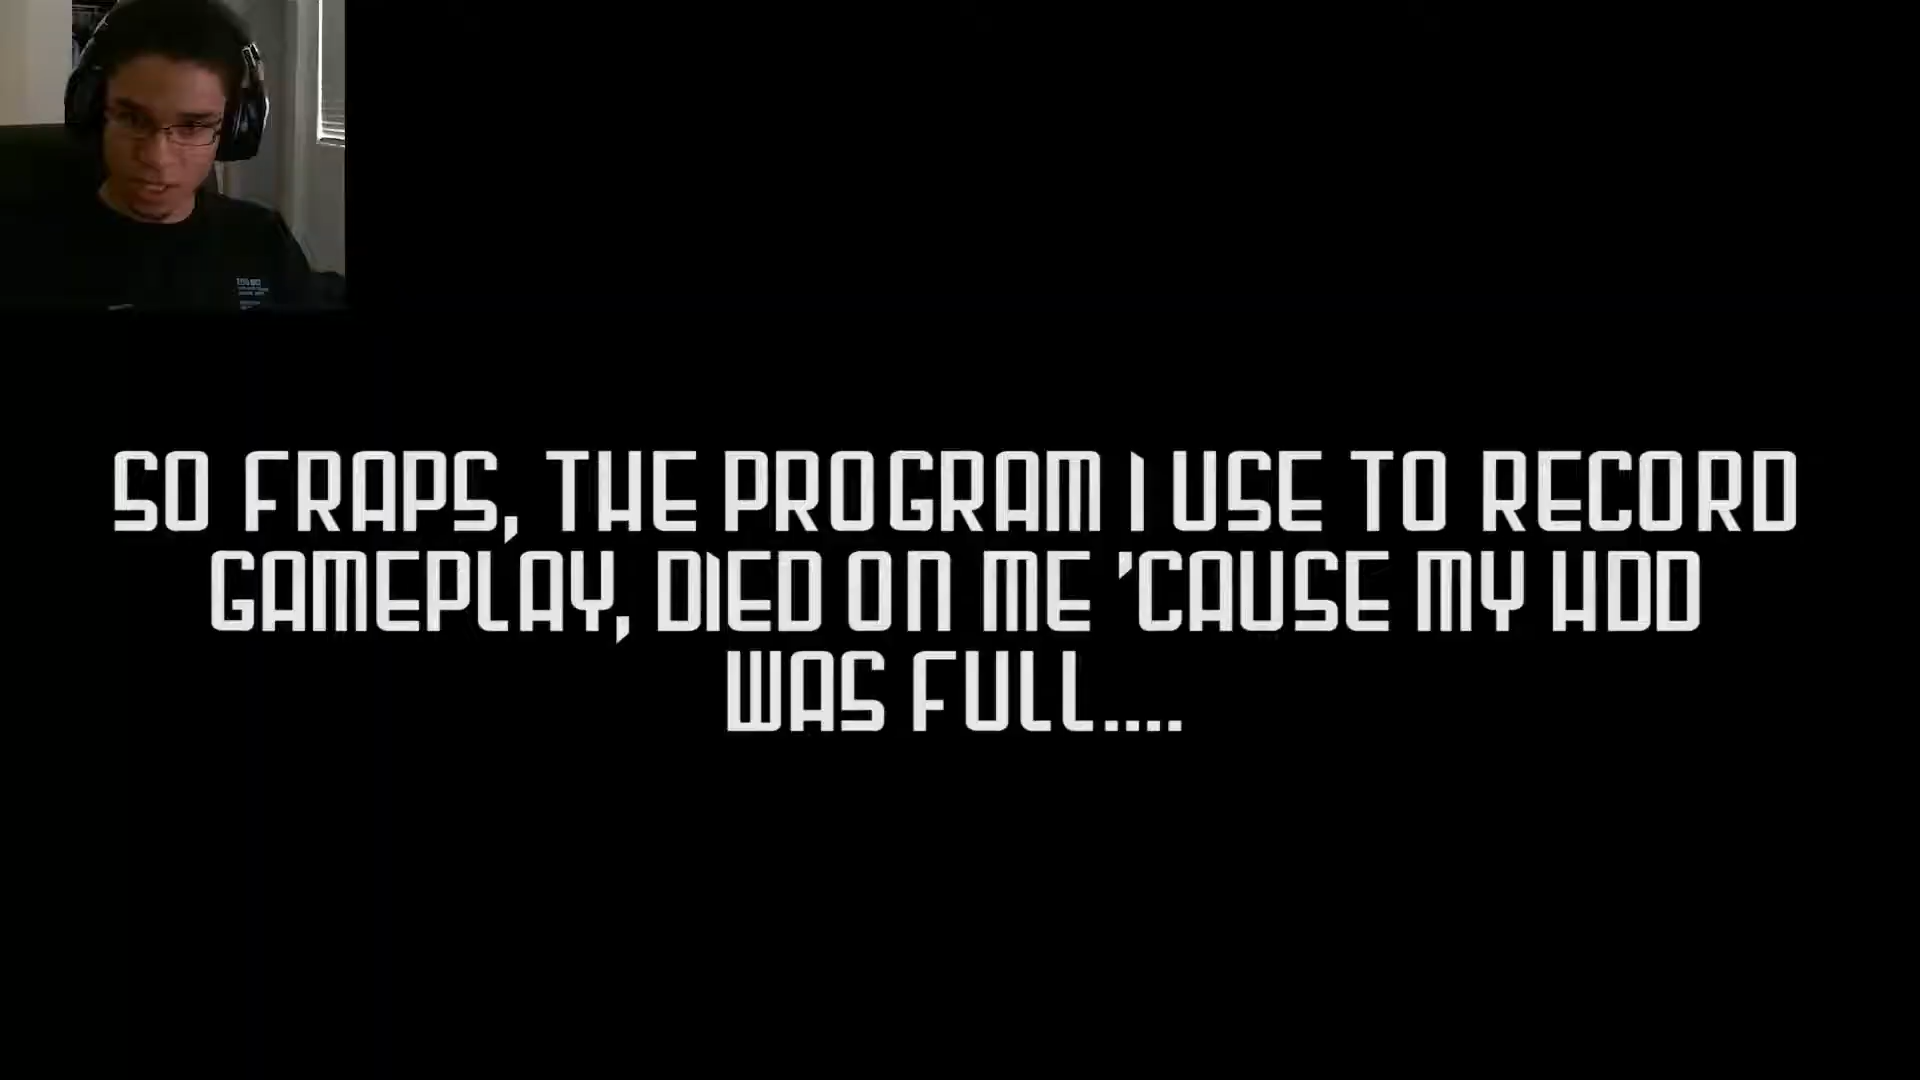 SO FRAPS, THE PROGRAM I USE TO RECORD
GAMEPLAY, DIED ON ME 'CAUSE MY HDD
WAS FULL....